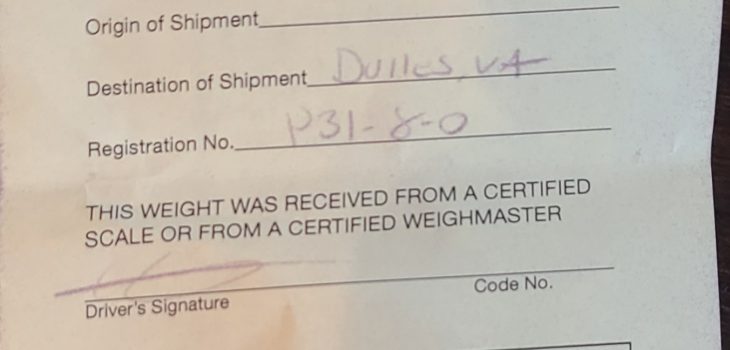 Origin of Shipment
Destination of Shipment Dulles, VA
Registration No. P31-8-0
THIS WEIGHT WAS RECEIVED FROM A CERTIFIED
SCALE OR FROM A CERTIFIED WEIGHMASTER
Driver's Signature Code No.